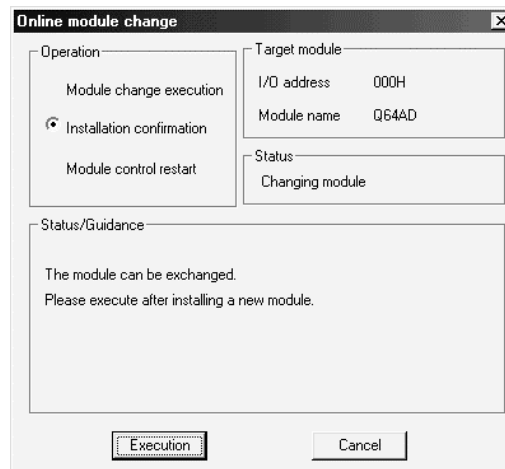 Online module change
Operation
Module change execution
Installation confirmation
Module control restart
Target module
I/O address 000H
Module name Q64AD
Status
Changing module
Status/Guidance
The module can be exchanged.
Please execute after installing a new module.
Execution
Cancel